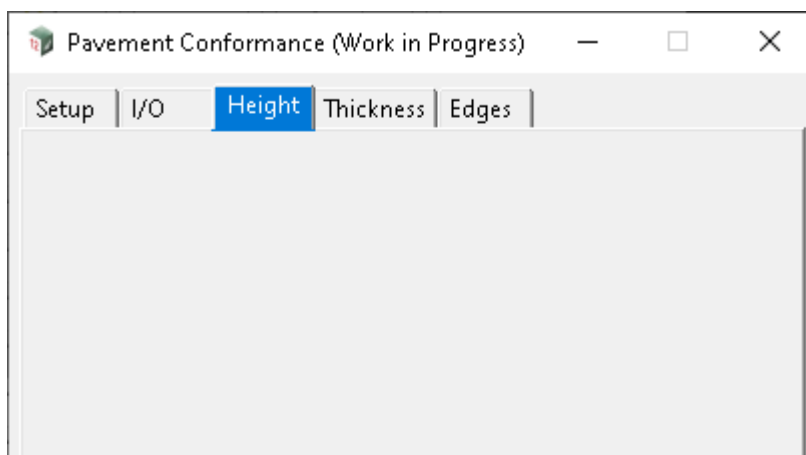 Pavement Conformance (Work in Progress)
Setup I/O Height Thickness Edges